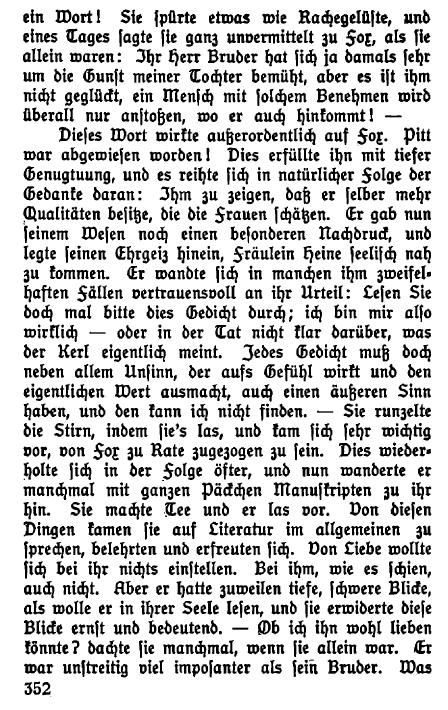 ein Wort! Sie spürte etwas wie Rachegelüste, und
eines Tages sagte sie ganz unvermittelt zu Fox, als sie
allein waren: Ihr Herr Bruder hat sich ja damals sehr
um die Gunst meiner Tochter bemüht, aber es ist ihm
nicht geglückt, ein Mensch mit solchem Benehmen wird
überall nur anstoßen, wo er auch hinkommt! —
Dieses Wort wirkte außerordentlich auf Fox. Pitt
war abgewiesen worden! Dies erfüllte ihn mit tiefer
Genugtuung, und es reihte sich in natürlicher Folge der
Gedanke daran: Ihm zu zeigen, daß er selber mehr
Qualitäten besitze, die die Frauen schätzen. Er gab nun
seinem Wesen noch einen besonderen Nachdruck, und
legte seinen Ehrgeiz hinein, Fräulein Heine seelisch nah
zu kommen. Er wandte sich in manchen ihm zweifel-
haften Fällen vertrauensvoll an ihr Urteil: Lesen Sie
doch mal bitte dies Gedicht durch; ich bin mir also
wirklich — oder in der Tat nicht klar darüber, was
der Kerl eigentlich meint. Jedes Gedicht muß doch
neben allem Unsinn, der aufs Gefühl wirkt und den
eigentlichen Wert ausmacht, auch einen äußeren Sinn
haben, und den kann ich nicht finden. — Sie runzelte
die Stirn, indem sie's las, und kam sich sehr wichtig
vor, von Fox zu Rate zugezogen zu sein. Dies wieder-
holte sich in der Folge öfter, und nun wanderte er
manchmal mit ganzen Päckchen Manuskripten zu ihr
hin. Sie machte Tee und er las vor. Von diesen
Dingen kamen sie auf Literatur im allgemeinen zu
sprechen, belehrten und erfreuten sich. Von Liebe wollte
sich bei ihr nichts einstellen. Bei ihm, wie es schien,
auch nicht. Aber er hatte zuweilen tiefe, schwere Blicke,
als wolle er in ihrer Seele lesen, und sie erwiderte diese
Blicke ernst und bedeutend. — Ob ich ihn wohl lieben
könnte? dachte sie manchmal, wenn sie allein war. Er
war unstreitig viel imposanter als sein Bruder. Was
352